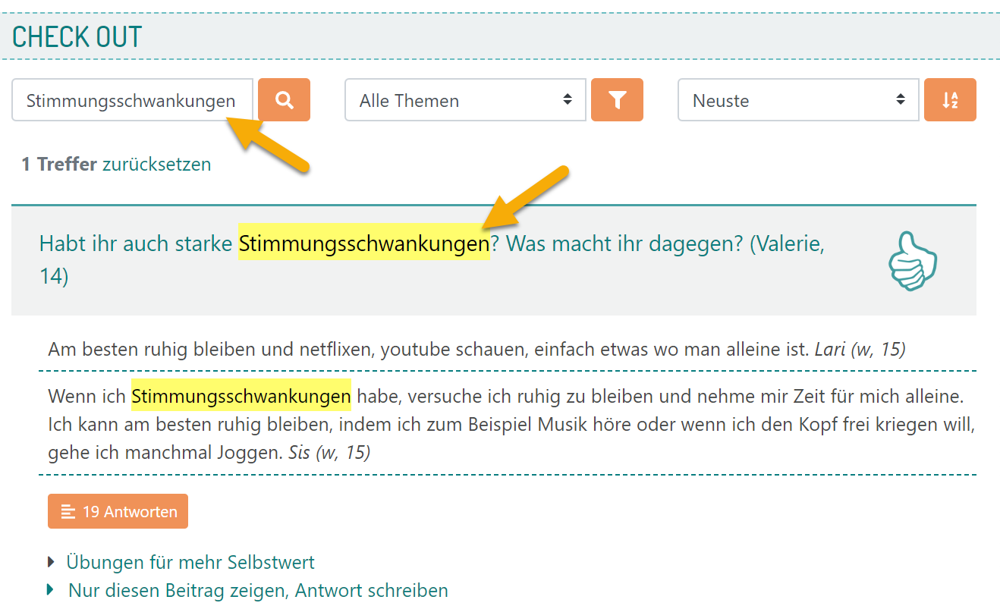 CHECK OUT
Stimmungsschwankungen
Alle Themen
Neuste
1 Treffer zurücksetzen
Habt ihr auch starke Stimmungsschwankungen? Was macht ihr dagegen? (Valerie,
14)
Am besten ruhig bleiben und netflixen, youtube schauen, einfach etwas wo man alleine ist. Lari (w, 15)
Wenn ich Stimmungsschwankungen habe, versuche ich ruhig zu bleiben und nehme mir Zeit für mich alleine.
Ich kann am besten ruhig bleiben, indem ich zum Beispiel Musik höre oder wenn ich den Kopf frei kriegen will,
gehe ich manchmal Joggen. Sis (w, 15)
19 Antworten
Übungen für mehr Selbstwert
Nur diesen Beitrag zeigen, Antwort schreiben